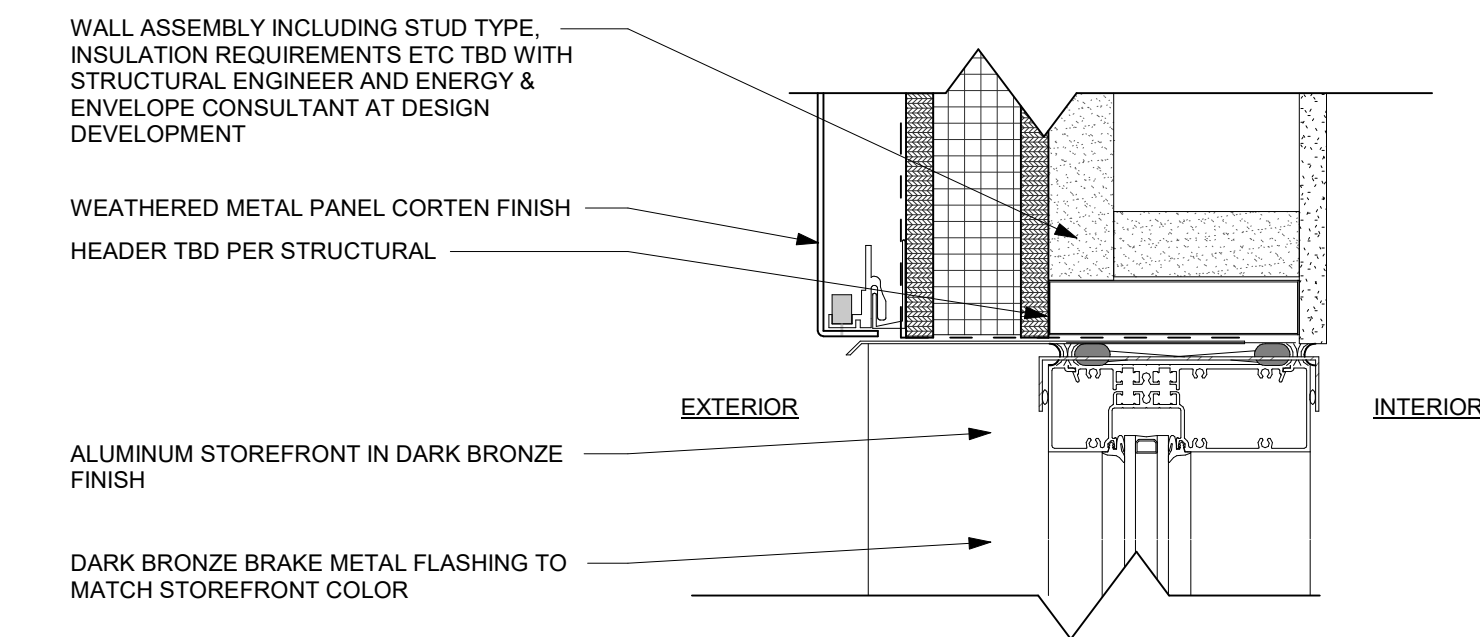 WALL ASSEMBLY INCLUDING STUD TYPE,
INSULATION REQUIREMENTS ETC TBD WITH
STRUCTURAL ENGINEER AND ENERGY &
ENVELOPE CONSULTANT AT DESIGN
DEVELOPMENT
WEATHERED METAL PANEL CORTEN FINISH
HEADER TBD PER STRUCTURAL
EXTERIOR
INTERIOR
ALUMINUM STOREFRONT IN DARK BRONZE
FINISH
DARK BRONZE BRAKE METAL FLASHING TO
MATCH STOREFRONT COLOR